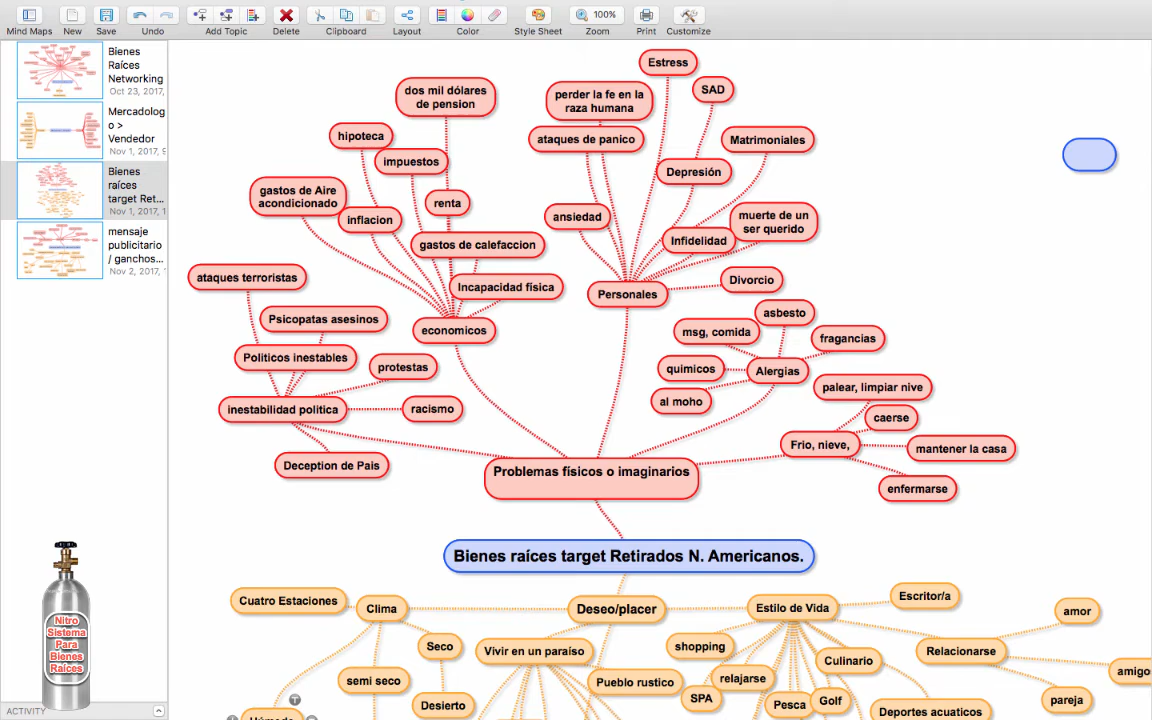 Mind Maps
New
Save
Undo
Add Topic
Delete
Clipboard
Layout
Color
Style Sheet
100%
Zoom
Print
Customize
Bienes
Raíces
Networking
Oct 23, 2017,
Mercadolog
o >
Vendedor
Nov 1, 2017, 9
Bienes
raíces
target Ret...
Nov 1, 2017, 1
mensaje
publicitario
/ ganchos...
Nov 2, 2017, 1
Nitro
Sistema
Para
Bienes
Raíces
ACTIVITY
Estress
SAD
dos mil dólares
de pension
perder la fe en la
raza humana
hipoteca
ataques de panico
Matrimoniales
impuestos
Depresión
gastos de Aire
acondicionado
renta
inflacion
ansiedad
muerte de un
ser querido
Infidelidad
gastos de calefaccion
ataques terroristas
Incapacidad física
Personales
Divorcio
Psicopatas asesinos
economicos
asbesto
msg, comida
fragancias
Politicos inestables
protestas
quimicos
Alergias
palear, limpiar nive
al moho
inestabilidad politica
racismo
caerse
Frio, nieve,
mantener la casa
Deception de Pais
Problemas físicos o imaginarios
enfermarse
Bienes raíces target Retirados N. Americanos.
Cuatro Estaciones
Clima
Deseo/placer
Estilo de Vida
Escritor/a
amor
Seco
Vivir en un paraíso
shopping
Culinario
Relacionarse
amigo
semi seco
Pueblo rustico
relajarse
SPA
Pesca
Golf
pareja
Desierto
Deportes acuaticos
T
Húmedo